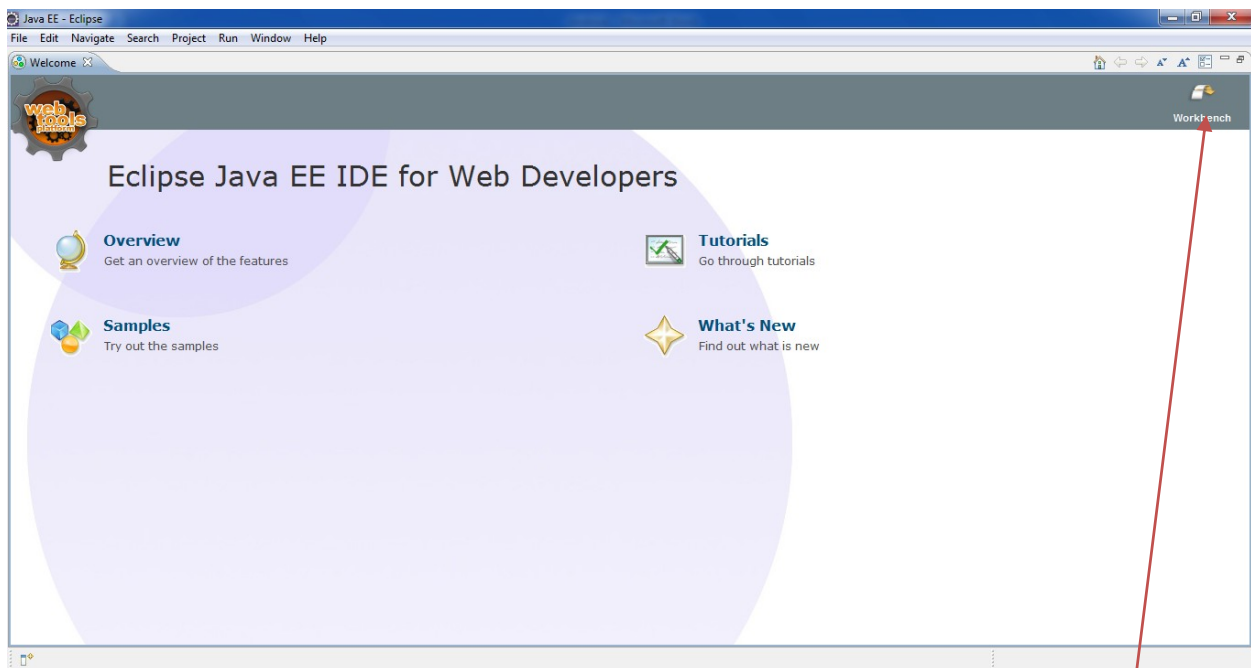 Java EE - Eclipse
File Edit Navigate Search Project Run Window Help
Welcome
web tools platform
Workbench
Eclipse Java EE IDE for Web Developers
Overview
Get an overview of the features
Tutorials
Go through tutorials
Samples
Try out the samples
What's New
Find out what is new